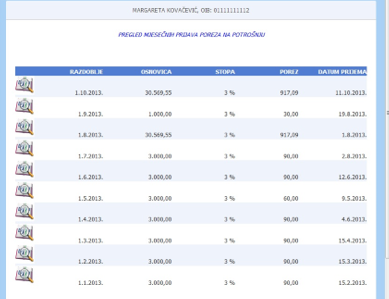 MARGARETA KOVAČEVIĆ, OIB: 01111111112
PREGLED MJESEČNIH PRIJAVA POREZA NA POTROŠNJU
RAZDOBLJE OSNOVICA STOPA POREZ DATUM PRIJEMA
1.10.2013. 30.569,55 3 % 917,09 11.10.2013.
1.9.2013. 1.000,00 3 % 30,00 19.8.2013.
1.8.2013. 30.569,55 3 % 917,09 1.8.2013.
1.7.2013. 3.000,00 3 % 90,00 2.8.2013.
1.6.2013. 3.000,00 3 % 90,00 12.6.2013.
1.5.2013. 3.000,00 3 % 60,00 9.5.2013.
1.4.2013. 3.000,00 3 % 90,00 4.6.2013.
1.3.2013. 3.000,00 3 % 90,00 15.4.2013.
1.2.2013. 3.000,00 3 % 90,00 15.3.2013.
1.1.2013. 3.000,00 3 % 90,00 15.2.2013.